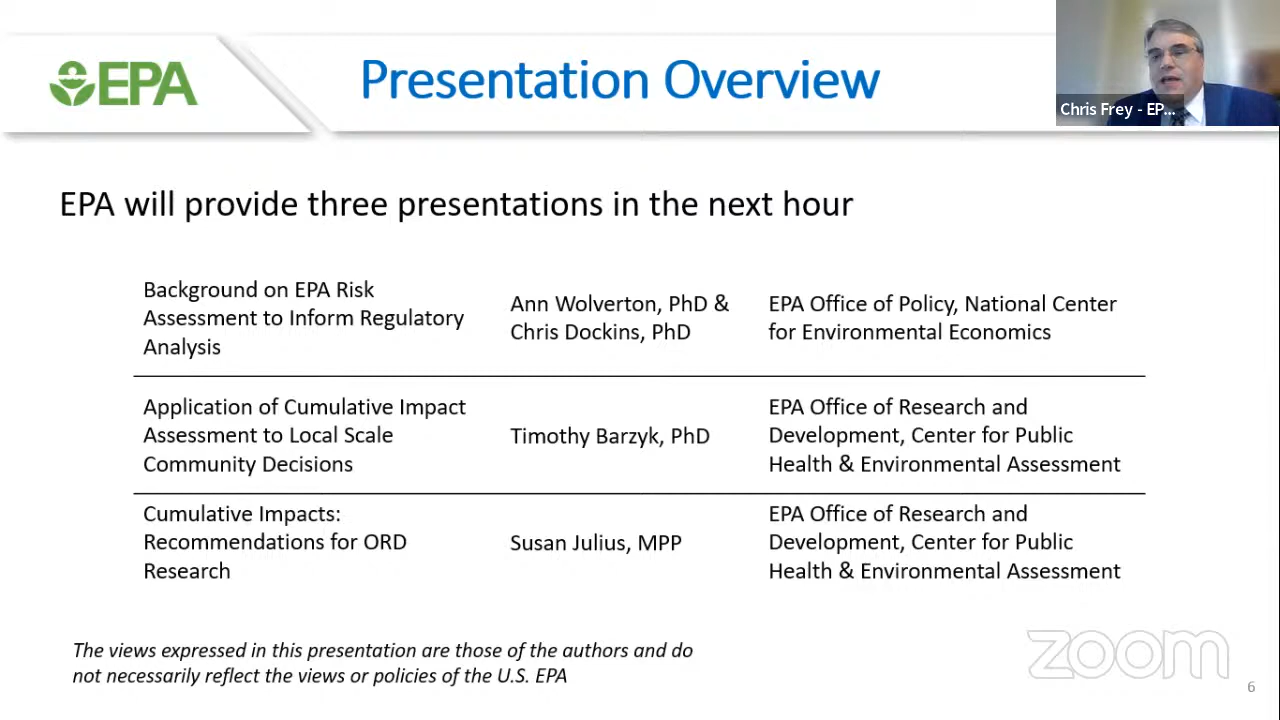 EPA
Presentation Overview
Chris Frey - EP...
EPA will provide three presentations in the next hour
Background on EPA Risk
Assessment to Inform Regulatory
Analysis
Ann Wolverton, PhD &
Chris Dockins, PhD
EPA Office of Policy, National Center
for Environmental Economics
Application of Cumulative Impact
Assessment to Local Scale
Community Decisions
Timothy Barzyk, PhD
EPA Office of Research and
Development, Center for Public
Health & Environmental Assessment
Cumulative Impacts:
Recommendations for ORD
Research
Susan Julius, MPP
EPA Office of Research and
Development, Center for Public
Health & Environmental Assessment
The views expressed in this presentation are those of the authors and do
not necessarily reflect the views or policies of the U.S. EPA
zoom
6